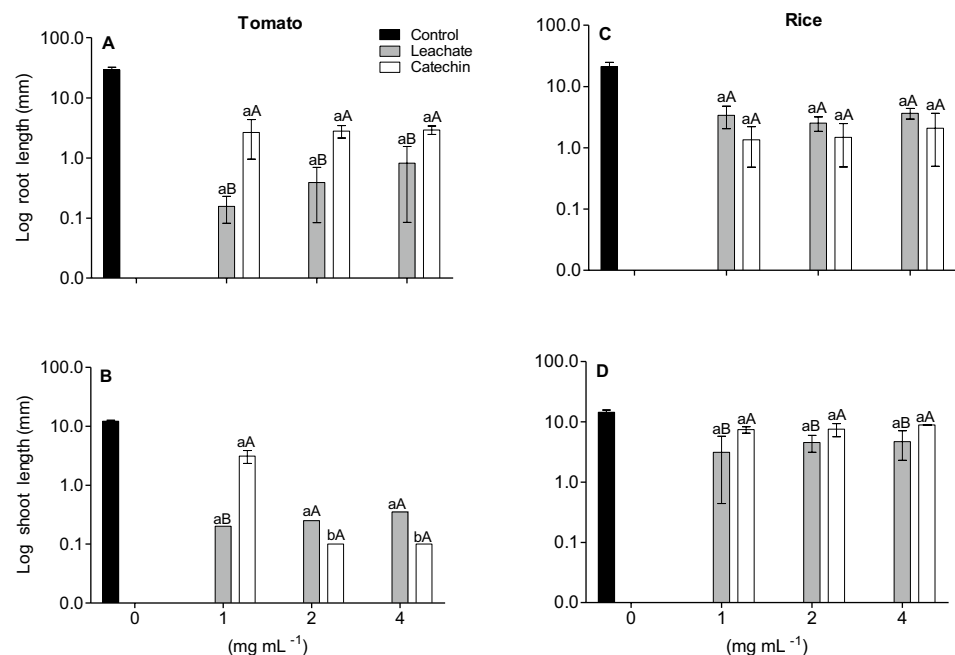 Tomato
A
Control
Leachate
Catechin
Log root length (mm)
100.0
10.0
1.0
0.1
0.0
aB
aA
aB
aA
aB
aA
Rice
C
100.0
10.0
1.0
0.1
0.0
aA
aA
aA
aA
aA
aA
B
Log shoot length (mm)
100.0
10.0
1.0
0.1
0.0
aB
aA
aA
bA
aA
bA
0 1 2 4
(mg mL -1)
D
100.0
10.0
1.0
0.1
0.0
aB
aA
aB
aA
aB
aA
0 1 2 4
(mg mL -1)